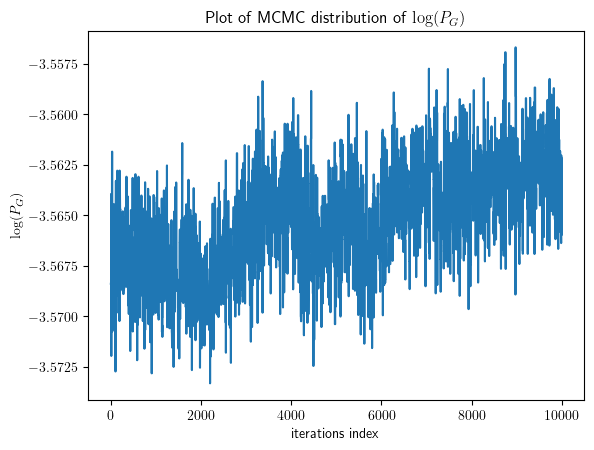 Plot of MCMC distribution of log(P_G)
log(P_G)
−3.5575
−3.5600
−3.5625
−3.5650
−3.5675
−3.5700
−3.5725
0 2000 4000 6000 8000 10000
iterations index